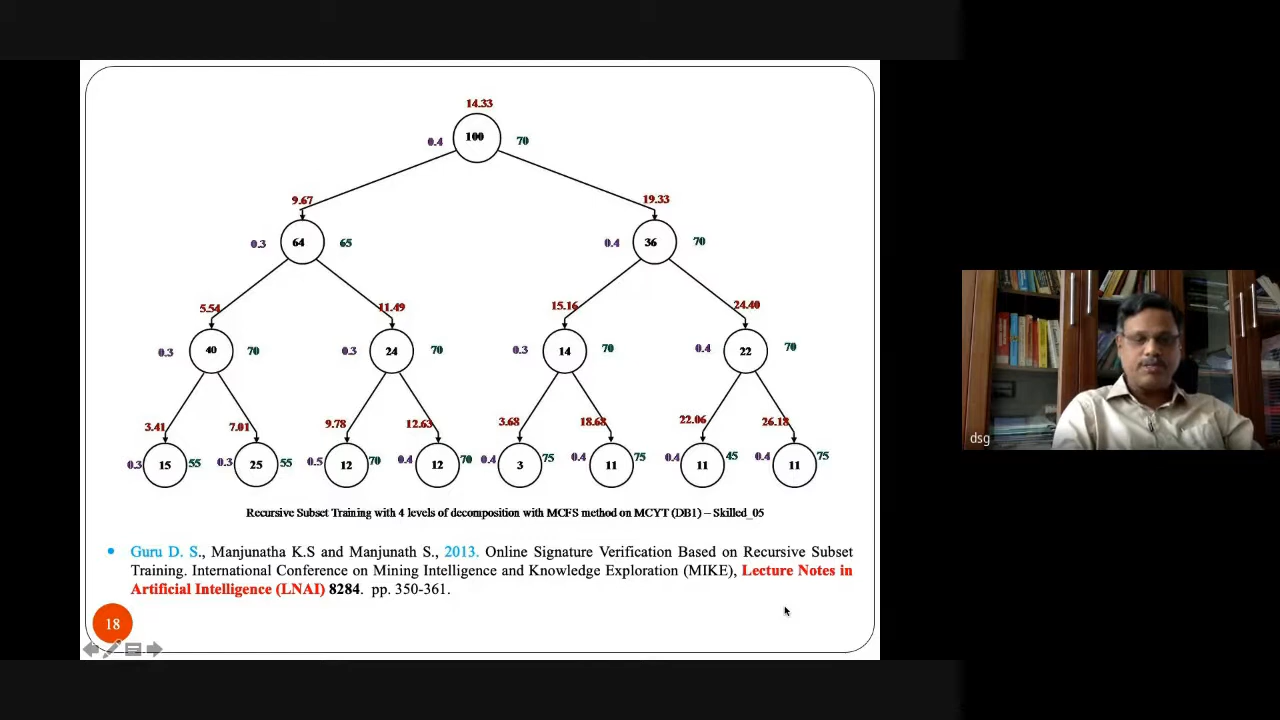 14.33
0.4 100 70
9.67 19.33
0.3 64 65 0.4 36 70
5.54 11.49 15.16 24.40
0.3 40 70 0.3 24 70 0.3 14 70 0.4 22 70
3.41 7.01 9.78 12.63 3.68 18.68 22.06 26.18
0.3 15 55 0.3 25 55 0.5 12 70 0.4 12 70 0.4 3 75 0.4 11 75 0.4 11 45 0.4 11 75
Recursive Subset Training with 4 levels of decomposition with MCFS method on MCYT (DB1) – Skilled_05
• Guru D. S., Manjunatha K.S and Manjunath S., 2013. Online Signature Verification Based on Recursive Subset
Training. International Conference on Mining Intelligence and Knowledge Exploration (MIKE), Lecture Notes in
Artificial Intelligence (LNAI) 8284. pp. 350-361.
18
dsg